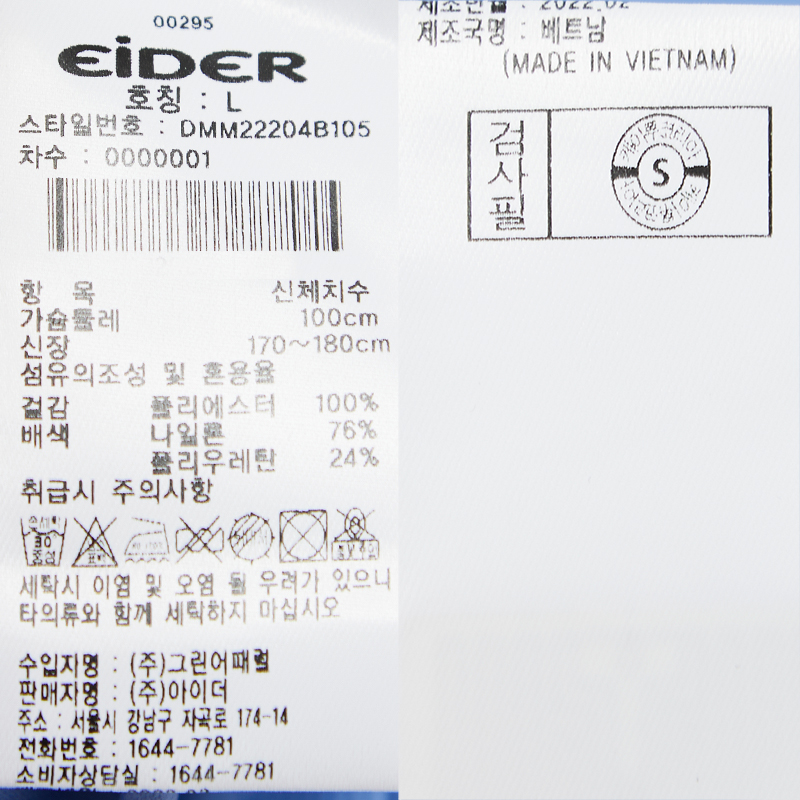 00295
EiDER
호칭 : L
스타일번호 : DMM22204B105
차수 : 0000001
항 목 신체치수
가슴둘레 100cm
신장 170~180cm
섬유의조성 및 혼용율
겉감 폴리에스터 100%
배색 나일론 76%
폴리우레탄 24%
취급시 주의사항
세탁시 이염 및 오염 될 우려가 있으니
타의류와 함께 세탁하지 마십시오
수입자명 : (주)그린어패럴
판매자명 : (주)아이더
주소 : 서울시 강남구 자곡로 174-14
전화번호 : 1644-7781
소비자상담실 : 1644-7781
제조연월 : 2022.02
제조국명 : 베트남
(MADE IN VIETNAM)
검사필
S